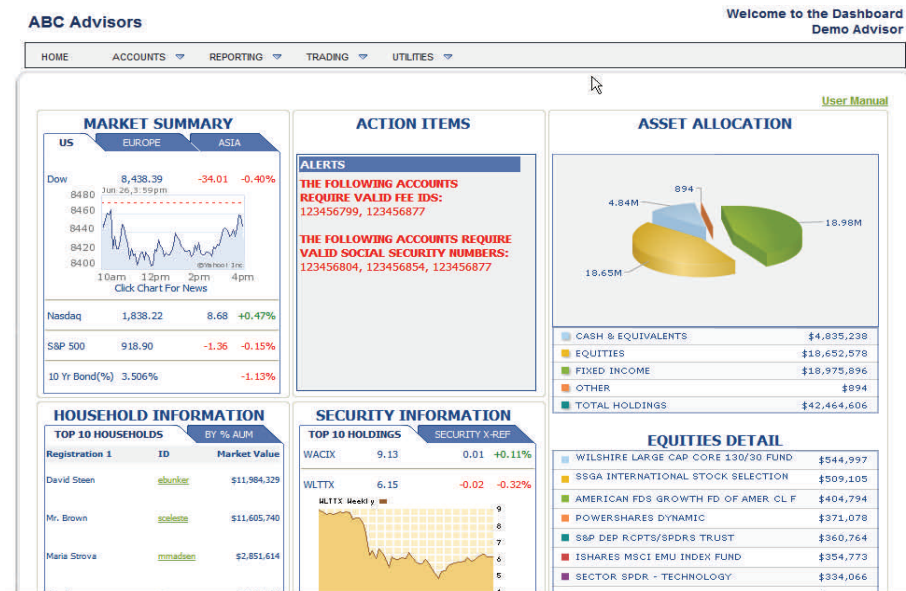 ABC Advisors
Welcome to the Dashboard
Demo Advisor
HOME ACCOUNTS REPORTING TRADING UTILITIES
User Manual
MARKET SUMMARY
US EUROPE ASIA
Dow 8,438.39 -34.01 -0.40%
Jun 26,3:59pm
8480
8460
8440
8420
8400
©Yahoo! Inc
10am 12pm 2pm 4pm
Click Chart For News
Nasdaq 1,838.22 8.68 +0.47%
S&P 500 918.90 -1.36 -0.15%
10 Yr Bond(%) 3.506% -1.13%
ACTION ITEMS
ALERTS
THE FOLLOWING ACCOUNTS
REQUIRE VALID FEE IDS:
123456799, 123456877
THE FOLLOWING ACCOUNTS REQUIRE
VALID SOCIAL SECURITY NUMBERS:
123456804, 123456854, 123456877
ASSET ALLOCATION
894
4.84M
18.98M
18.65M
CASH & EQUIVALENTS $4,835,238
EQUITIES $18,652,578
FIXED INCOME $18,975,896
OTHER $894
TOTAL HOLDINGS $42,464,606
HOUSEHOLD INFORMATION
TOP 10 HOUSEHOLDS BY % AUM
Registration 1 ID Market Value
David Steen ebunker $11,984,329
Mr. Brown sceleste $11,605,740
Maria Strova mmadsen $2,851,614
SECURITY INFORMATION
TOP 10 HOLDINGS SECURITY X-REF
WACIX 9.13 0.01 +0.11%
WLTTX 6.15 -0.02 -0.32%
WLTTX Weekly
9
8
7
6
5
EQUITIES DETAIL
WILSHIRE LARGE CAP CORE 130/30 FUND $544,997
SSGA INTERNATIONAL STOCK SELECTION $509,105
AMERICAN FDS GROWTH FD OF AMER CL F $404,794
POWERSHARES DYNAMIC $371,078
S&P DEP RCPTS/SPDRS TRUST $360,764
ISHARES MSCI EMU INDEX FUND $354,773
SECTOR SPDR - TECHNOLOGY $334,066